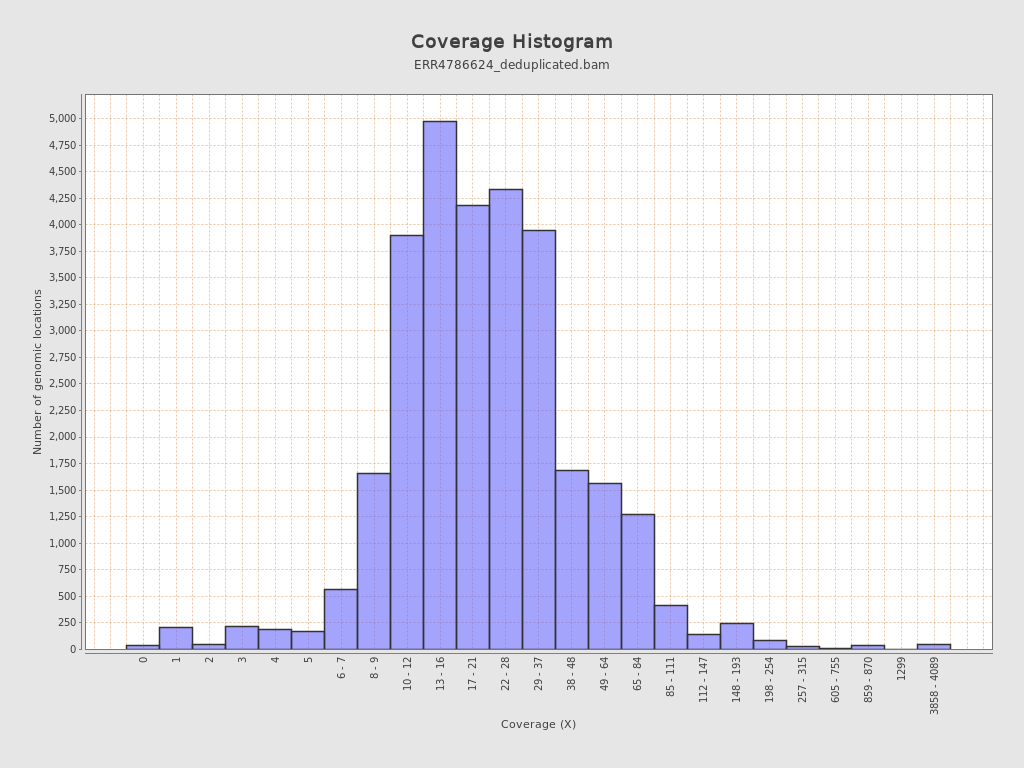 Coverage Histogram
ERR4786624_deduplicated.bam
Number of genomic locations
5,000
4,750
4,500
4,250
4,000
3,750
3,500
3,250
3,000
2,750
2,500
2,250
2,000
1,750
1,500
1,250
1,000
750
500
250
0
0
1
2
3
4
5
6 - 7
8 - 9
10 - 12
13 - 16
17 - 21
22 - 28
29 - 37
38 - 48
49 - 64
65 - 84
85 - 111
112 - 147
148 - 193
198 - 254
257 - 315
605 - 755
859 - 870
1299
3858 - 4089
Coverage (X)